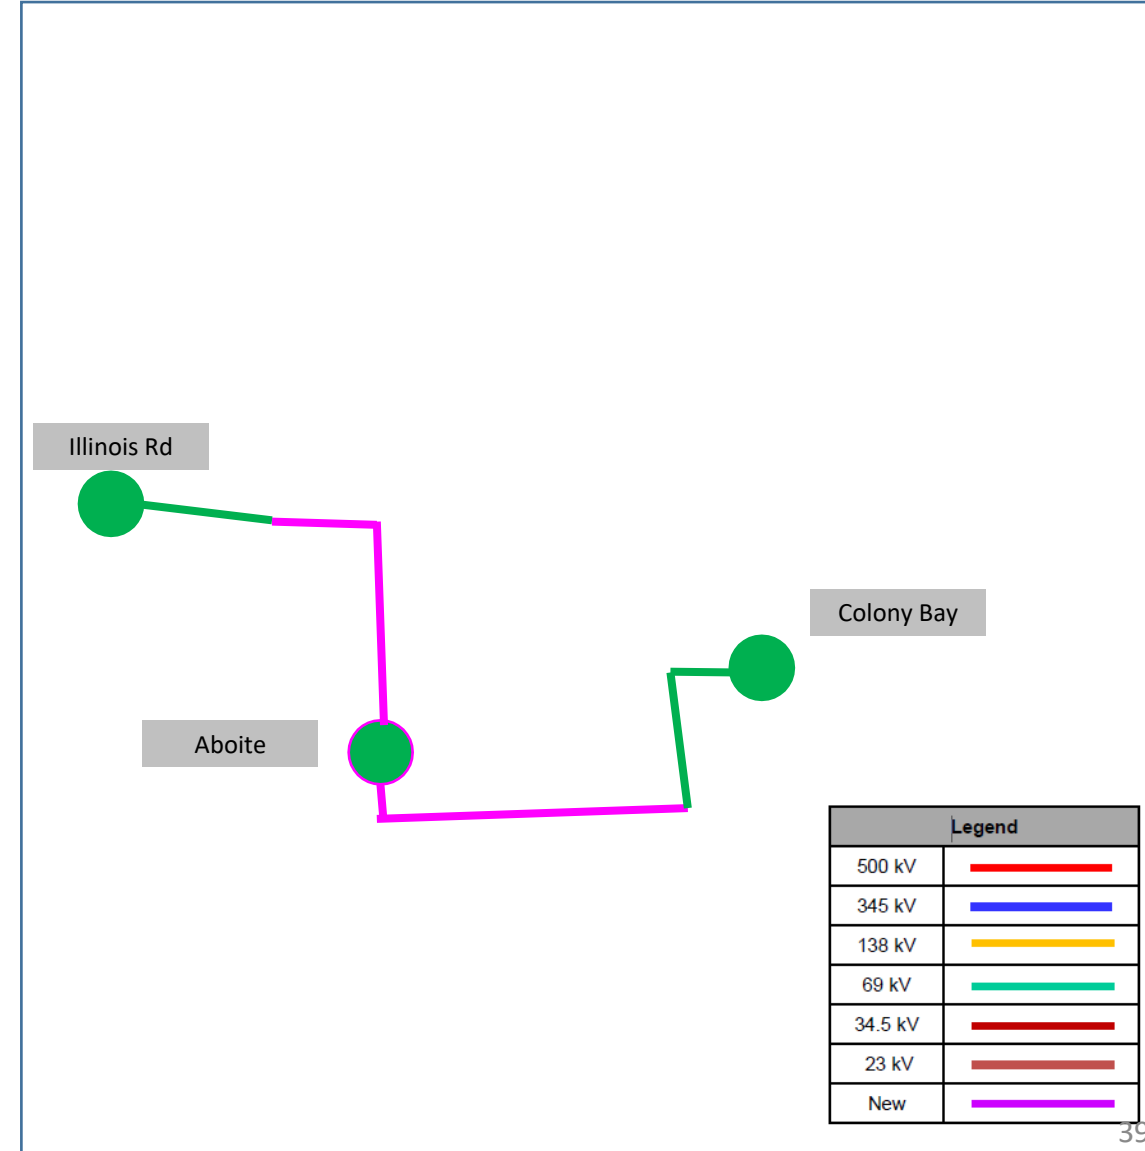 Illinois Rd
Colony Bay
Aboite
Legend
500 kV
345 kV
138 kV
69 kV
34.5 kV
23 kV
New
39